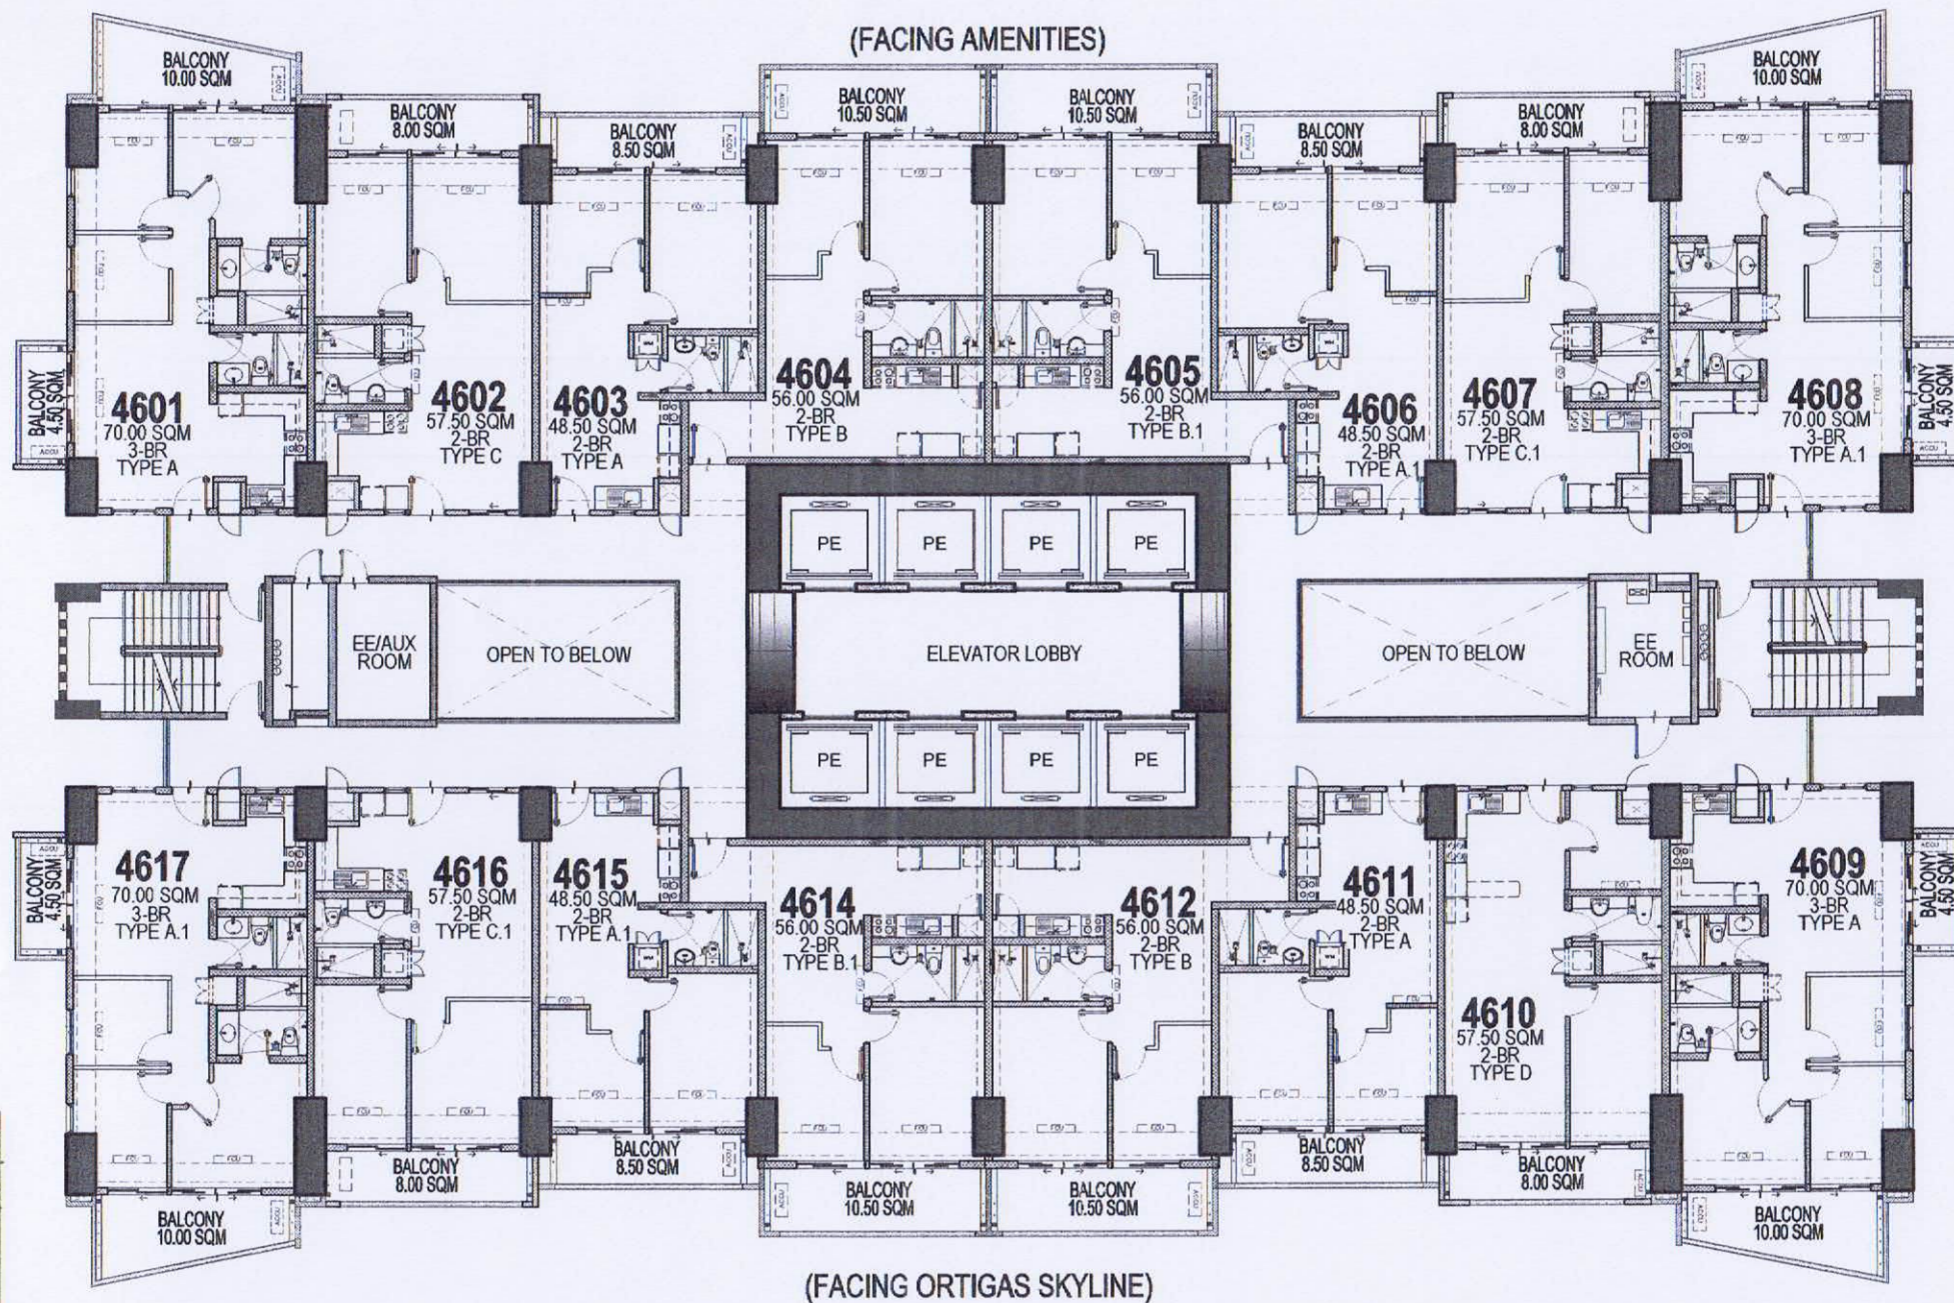 (FACING AMENITIES)
BALCONY
10.00 SQM
BALCONY
8.00 SQM
BALCONY
8.50 SQM
BALCONY
10.50 SQM
BALCONY
10.50 SQM
BALCONY
8.50 SQM
BALCONY
8.00 SQM
BALCONY
10.00 SQM
BALCONY
4.50 SQM
4601
70.00 SQM
3-BR
TYPE A
4602
57.50 SQM
2-BR
TYPE C
4603
48.50 SQM
2-BR
TYPE A
4604
56.00 SQM
2-BR
TYPE B
4605
56.00 SQM
2-BR
TYPE B.1
4606
48.50 SQM
2-BR
TYPE A.1
4607
57.50 SQM
2-BR
TYPE C.1
4608
70.00 SQM
3-BR
TYPE A.1
BALCONY
4.50 SQM
PE
PE
PE
PE
EE/AUX
ROOM
OPEN TO BELOW
ELEVATOR LOBBY
OPEN TO BELOW
EE
ROOM
PE
PE
PE
PE
BALCONY
4.50 SQM
4617
70.00 SQM
3-BR
TYPE A.1
4616
57.50 SQM
2-BR
TYPE C.1
4615
48.50 SQM
2-BR
TYPE A.1
4614
56.00 SQM
2-BR
TYPE B.1
4612
56.00 SQM
2-BR
TYPE B
4611
48.50 SQM
2-BR
TYPE A
4610
57.50 SQM
2-BR
TYPE D
4609
70.00 SQM
3-BR
TYPE A
BALCONY
4.50 SQM
BALCONY
10.00 SQM
BALCONY
8.00 SQM
BALCONY
8.50 SQM
BALCONY
10.50 SQM
BALCONY
10.50 SQM
BALCONY
8.50 SQM
BALCONY
8.00 SQM
BALCONY
10.00 SQM
(FACING ORTIGAS SKYLINE)